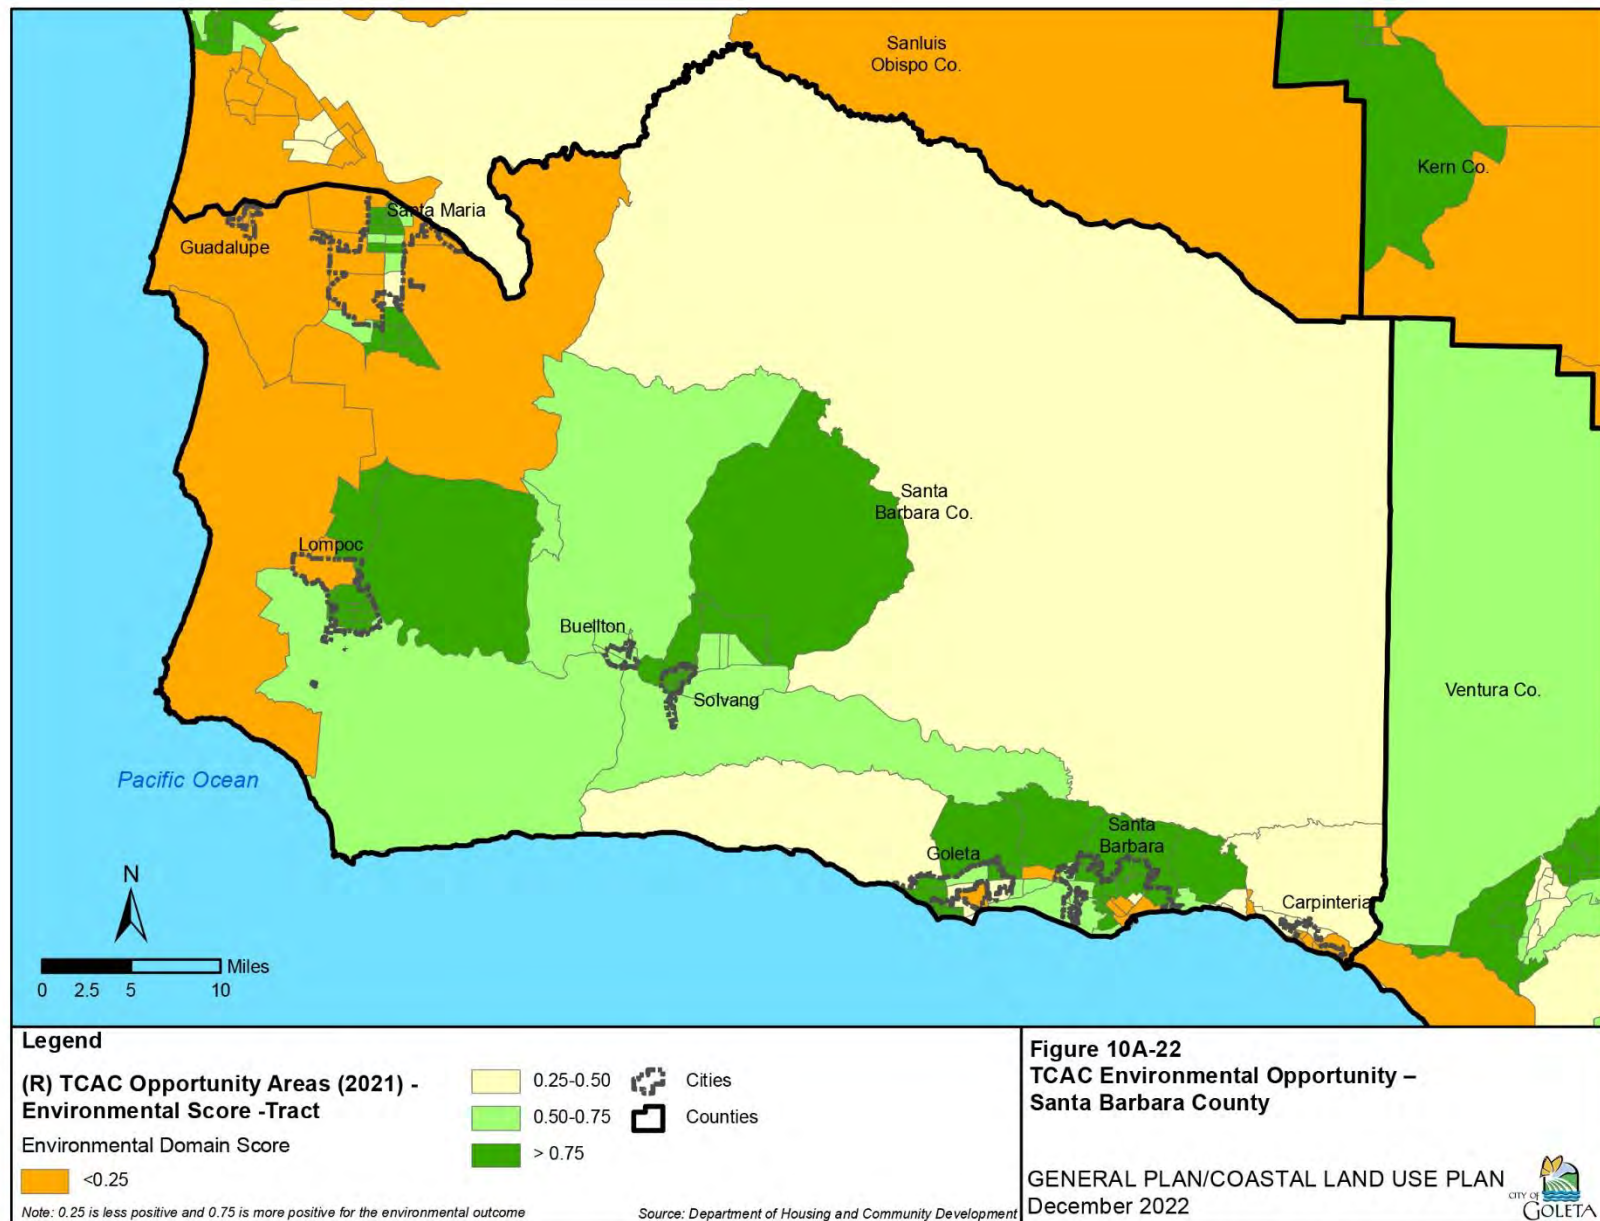 Sanluis
Obispo Co.
Kern Co.
Santa Maria
Guadalupe
Santa
Barbara Co.
Lompoc
Buellton
Solvang
Ventura Co.
Pacific Ocean
Santa
Barbara
Goleta
Carpinteria
N
Miles
0 2.5 5 10
Legend
(R) TCAC Opportunity Areas (2021) -
Environmental Score -Tract
Environmental Domain Score
<0.25
0.25-0.50
0.50-0.75
> 0.75
Cities
Counties
Note: 0.25 is less positive and 0.75 is more positive for the environmental outcome
Source: Department of Housing and Community Development
Figure 10A-22
TCAC Environmental Opportunity –
Santa Barbara County
GENERAL PLAN/COASTAL LAND USE PLAN
December 2022
CITY OF
GOLETA